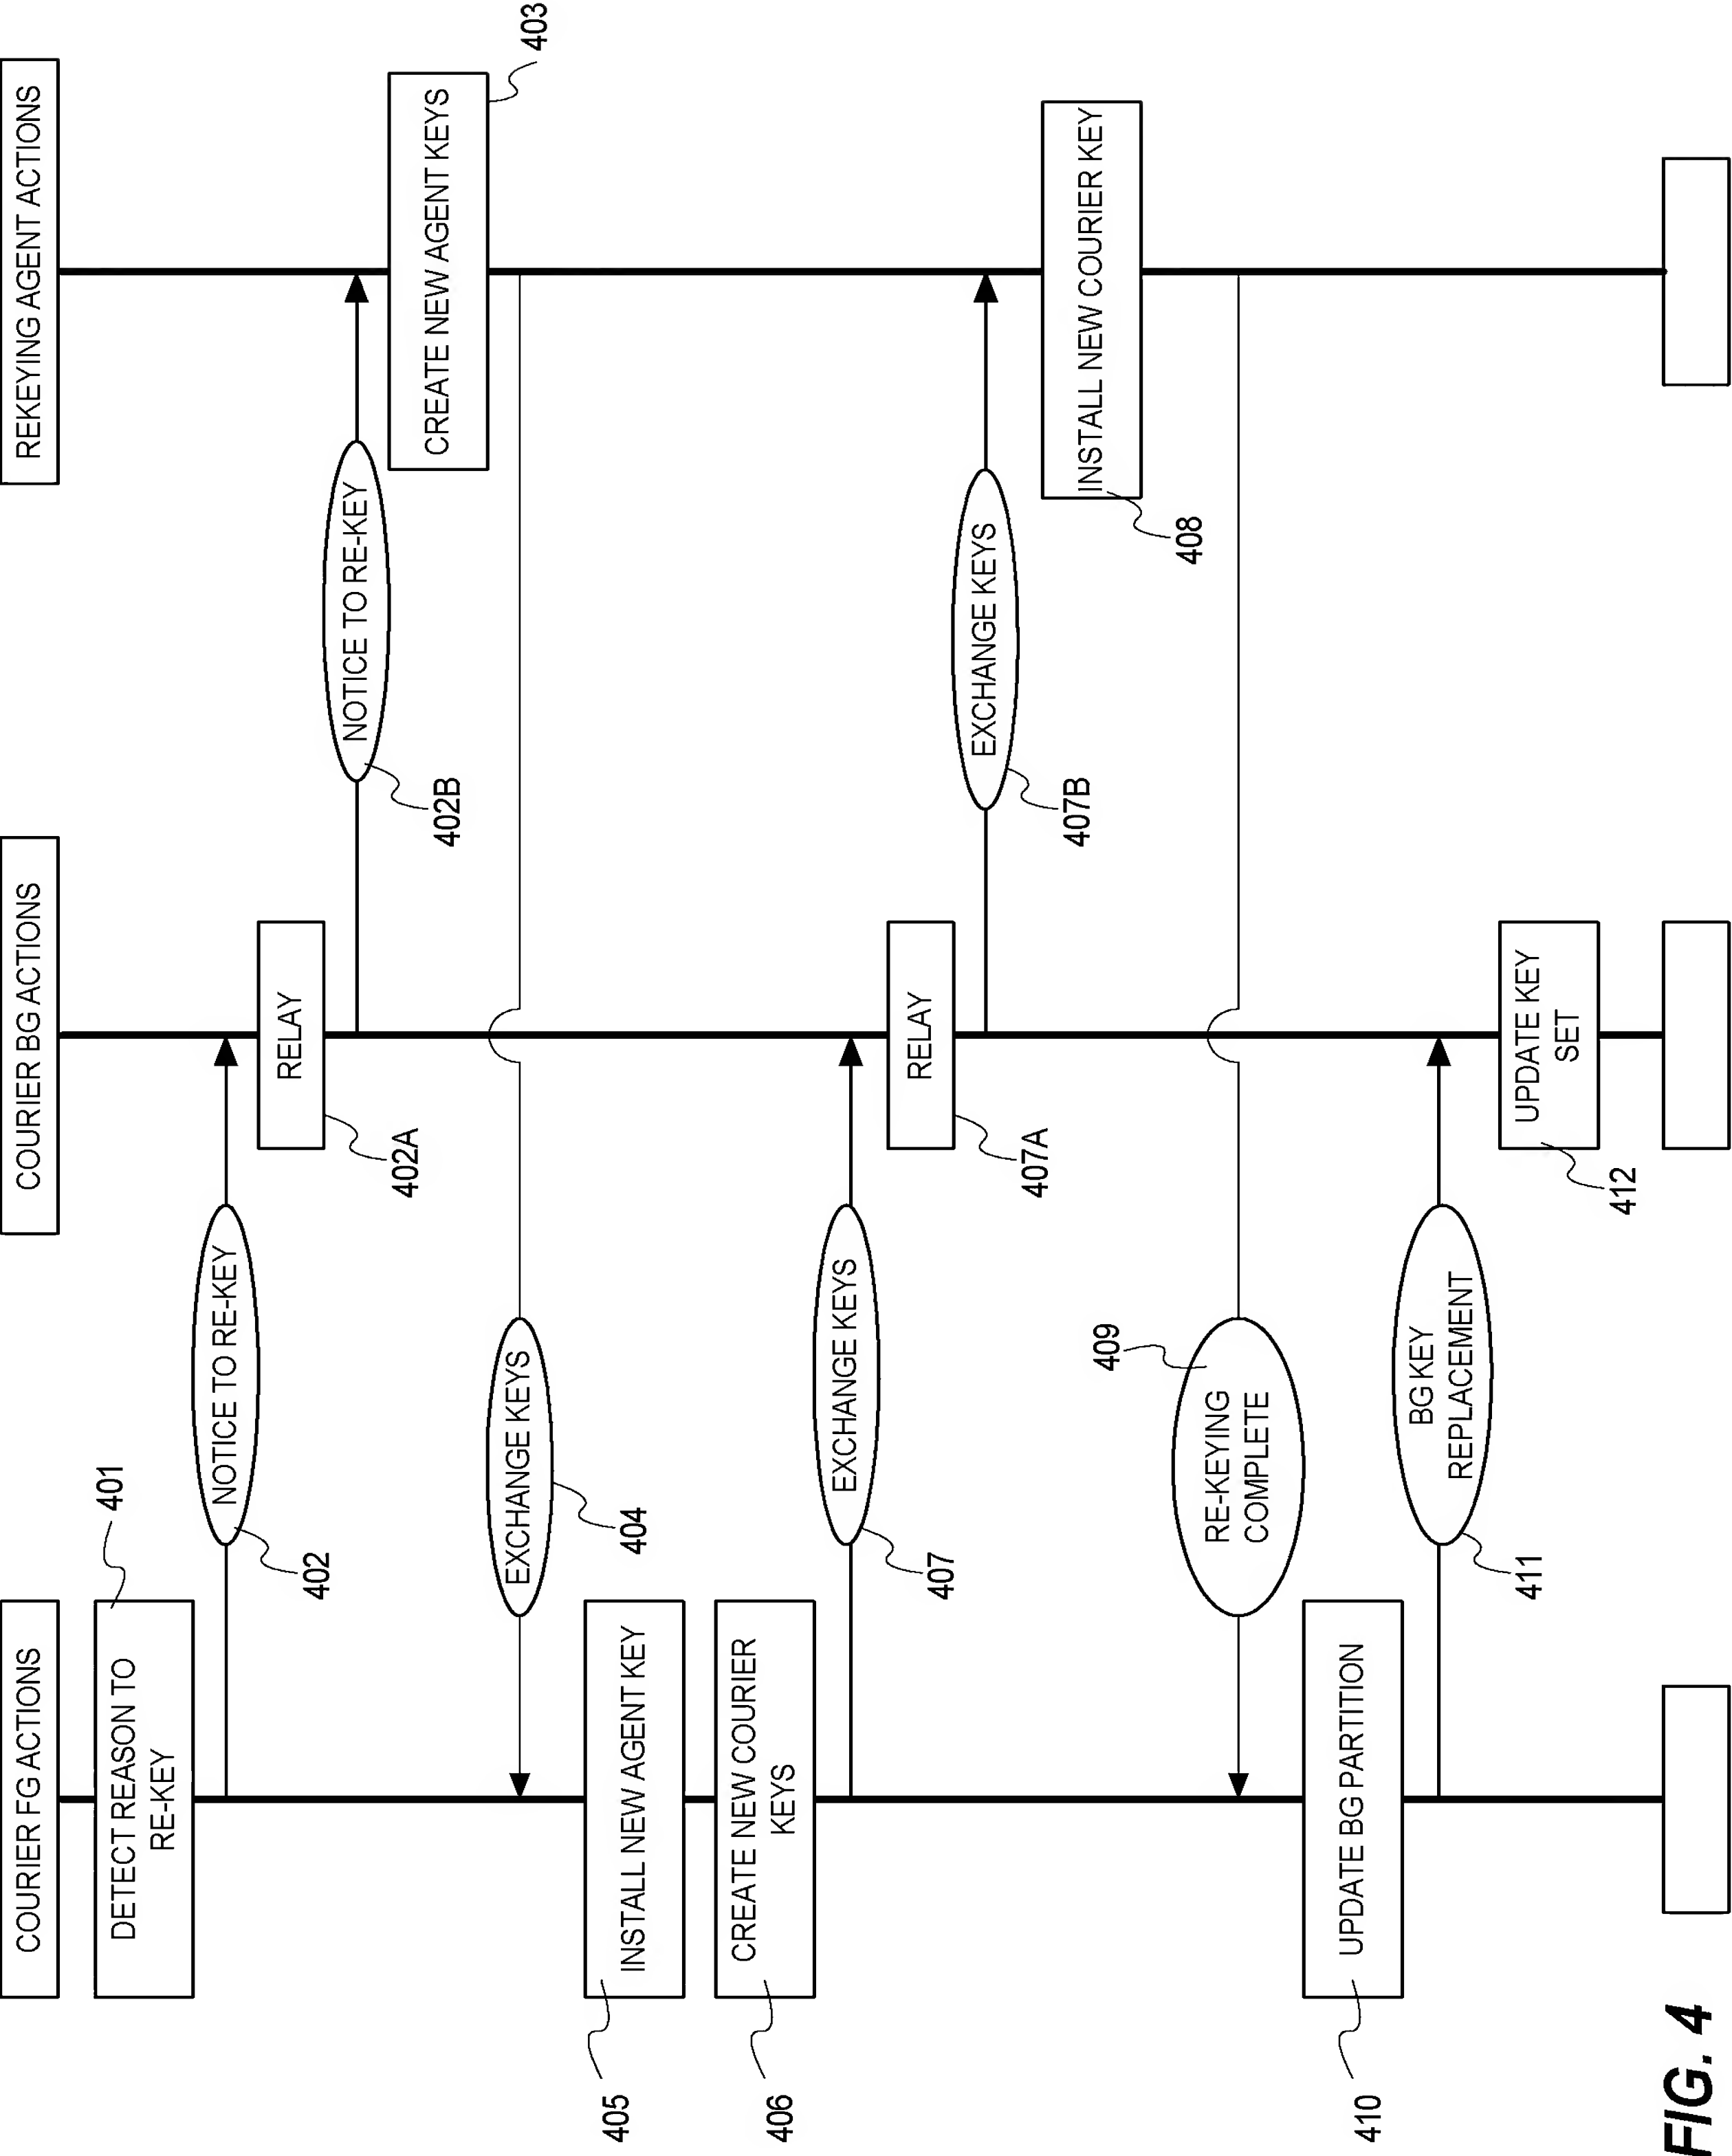 COURIER FG ACTIONS
COURIER BG ACTIONS
REKEYING AGENT ACTIONS
DETECT REASON TO
RE-KEY
401
NOTICE TO RE-KEY
402
RELAY
402A
NOTICE TO RE-KEY
402B
CREATE NEW AGENT KEYS
403
EXCHANGE KEYS
404
INSTALL NEW AGENT KEY
405
CREATE NEW COURIER
KEYS
406
EXCHANGE KEYS
407
RELAY
407A
EXCHANGE KEYS
407B
INSTALL NEW COURIER KEY
408
RE-KEYING
COMPLETE
409
UPDATE BG PARTITION
410
BG KEY
REPLACEMENT
411
UPDATE KEY
SET
412
FIG. 4